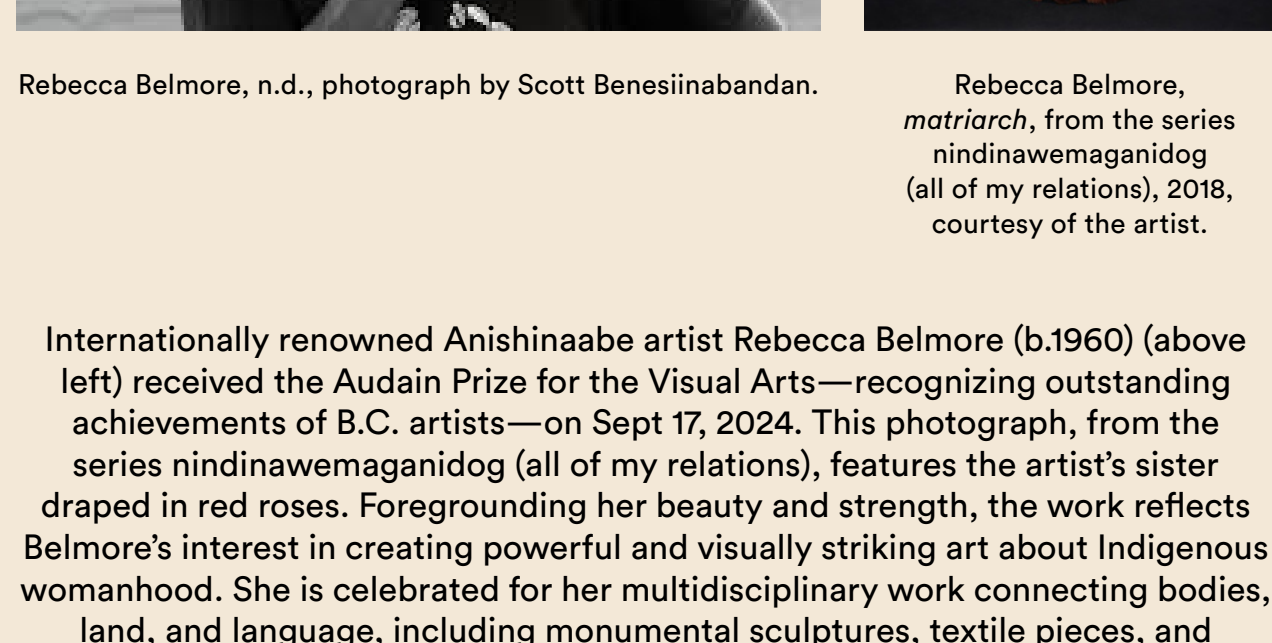 Rebecca Belmore, n.d., photograph by Scott Benesiinabandan.
Rebecca Belmore,
matriarch, from the series
nindinawemaganidog
(all of my relations), 2018,
courtesy of the artist.
Internationally renowned Anishinaabe artist Rebecca Belmore (b.1960) (above
left) received the Audain Prize for the Visual Arts—recognizing outstanding
achievements of B.C. artists—on Sept 17, 2024. This photograph, from the
series nindinawemaganidog (all of my relations), features the artist’s sister
draped in red roses. Foregrounding her beauty and strength, the work reflects
Belmore’s interest in creating powerful and visually striking art about Indigenous
womanhood. She is celebrated for her multidisciplinary work connecting bodies,
land, and language, including monumental sculptures, textile pieces, and